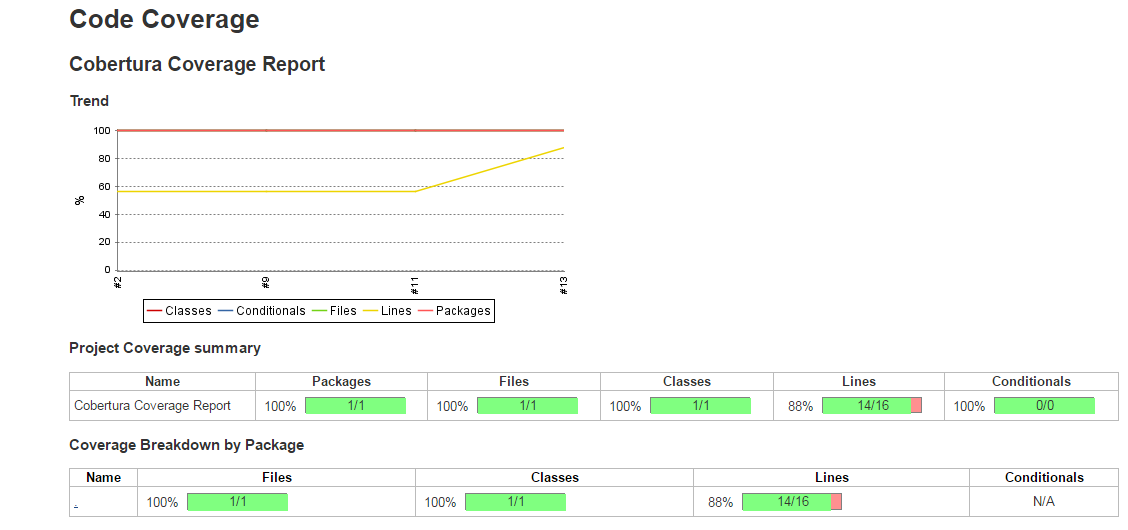 Code Coverage
Cobertura Coverage Report
Trend
100
80
60
40
20
0
%
#2
#9
#11
#13
Classes Conditionals Files Lines Packages
Project Coverage summary
Name Packages Files Classes Lines Conditionals
Cobertura Coverage Report 100% 1/1 100% 1/1 100% 1/1 88% 14/16 100% 0/0
Coverage Breakdown by Package
Name Files Classes Lines Conditionals
. 100% 1/1 100% 1/1 88% 14/16 N/A